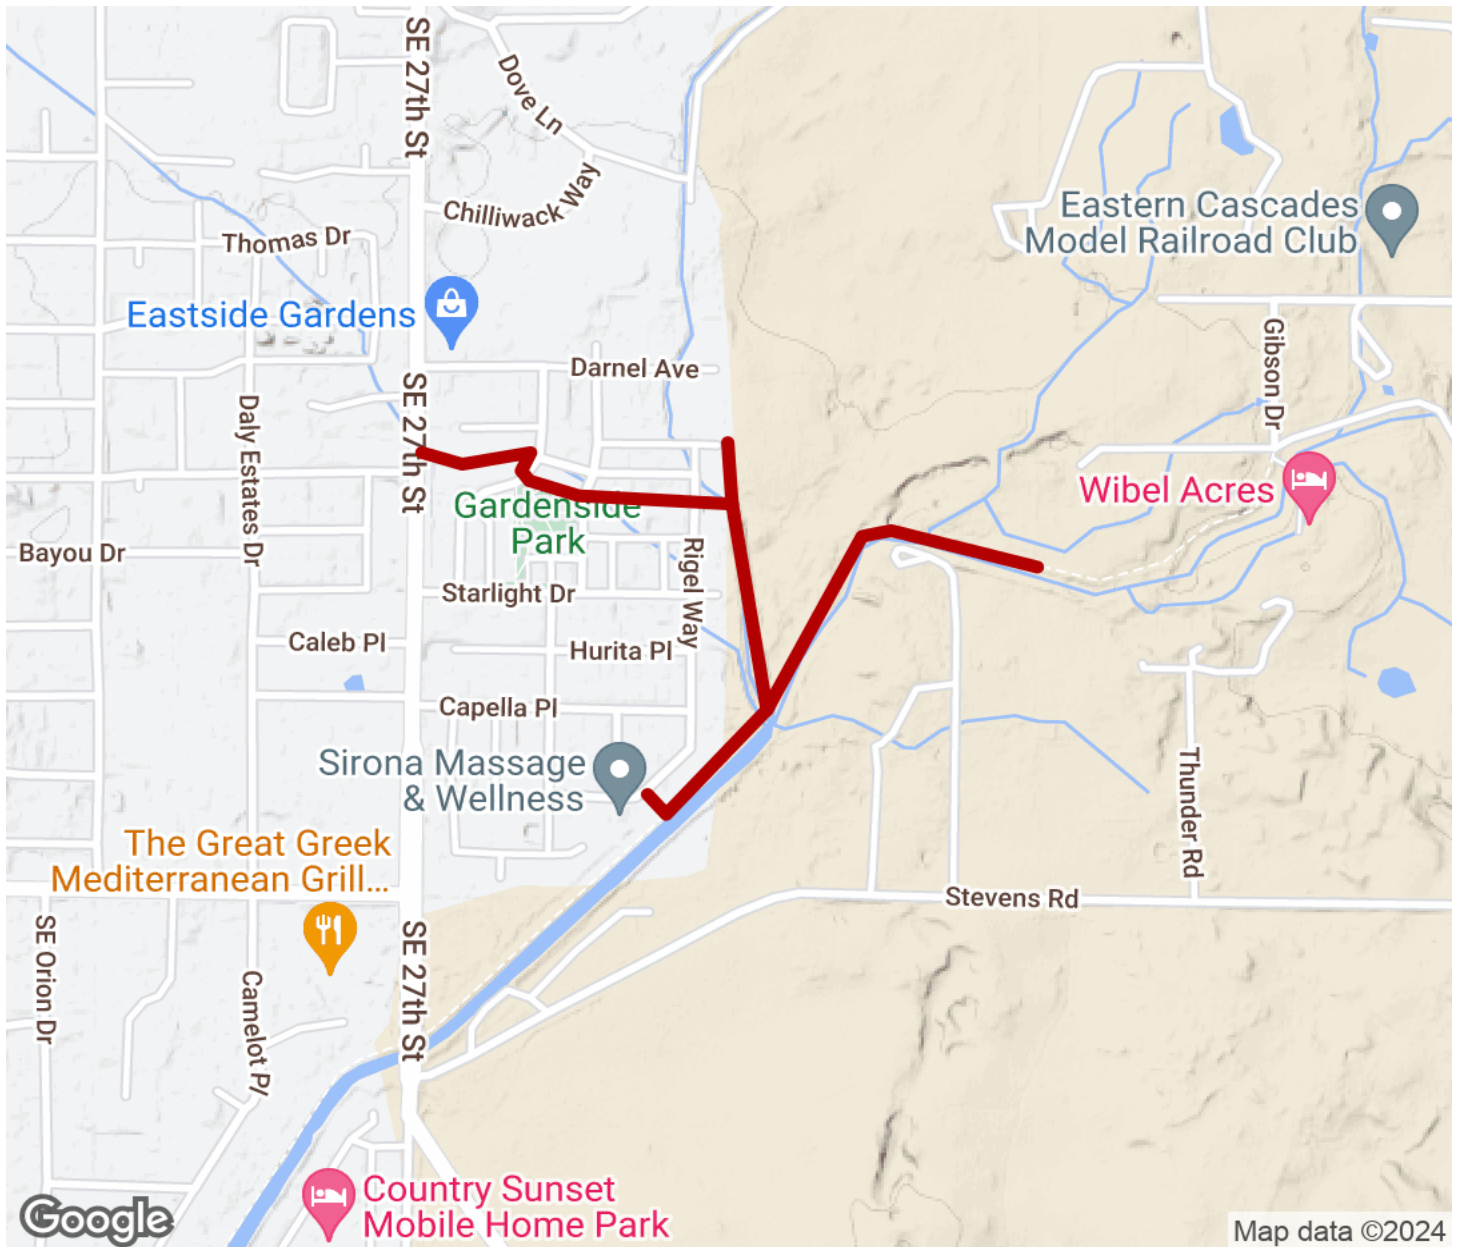 SE 27th St
Dove Ln
Chilliwack Way
Thomas Dr
Eastern Cascades
Model Railroad Club
Eastside Gardens
Darnel Ave
Gibson Dr
SE 27th St
Daly Estates Dr
Wibel Acres
Gardenside
Park
Bayou Dr
Rigel Way
Starlight Dr
Caleb Pl
Hurita Pl
Capella Pl
Sirona Massage
& Wellness
Thunder Rd
The Great Greek
Mediterranean Grill...
Stevens Rd
SE Orion Dr
SE 27th St
Camelot Pl
Country Sunset
Mobile Home Park
Google
Map data ©2024